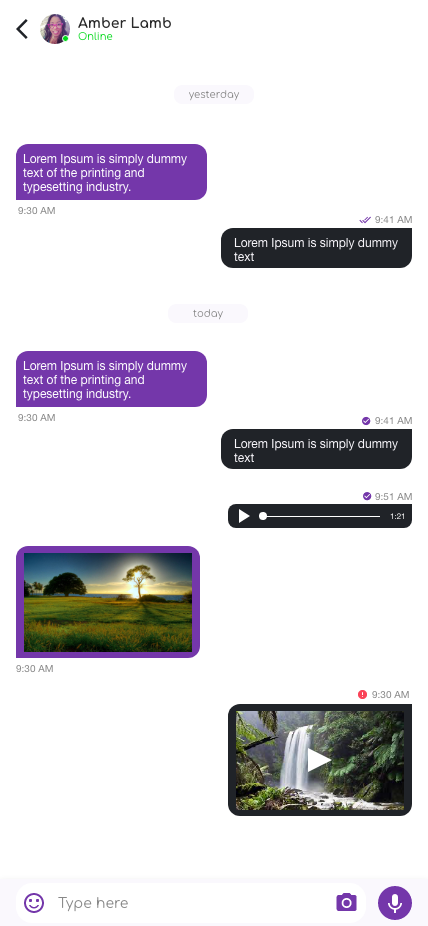 Amber Lamb
Online
yesterday
Lorem Ipsum is simply dummy
text of the printing and
typesetting industry.
9:30 AM
9:41 AM
Lorem Ipsum is simply dummy
text
today
Lorem Ipsum is simply dummy
text of the printing and
typesetting industry.
9:30 AM
9:41 AM
Lorem Ipsum is simply dummy
text
9:51 AM
1:21
9:30 AM
9:30 AM
Type here